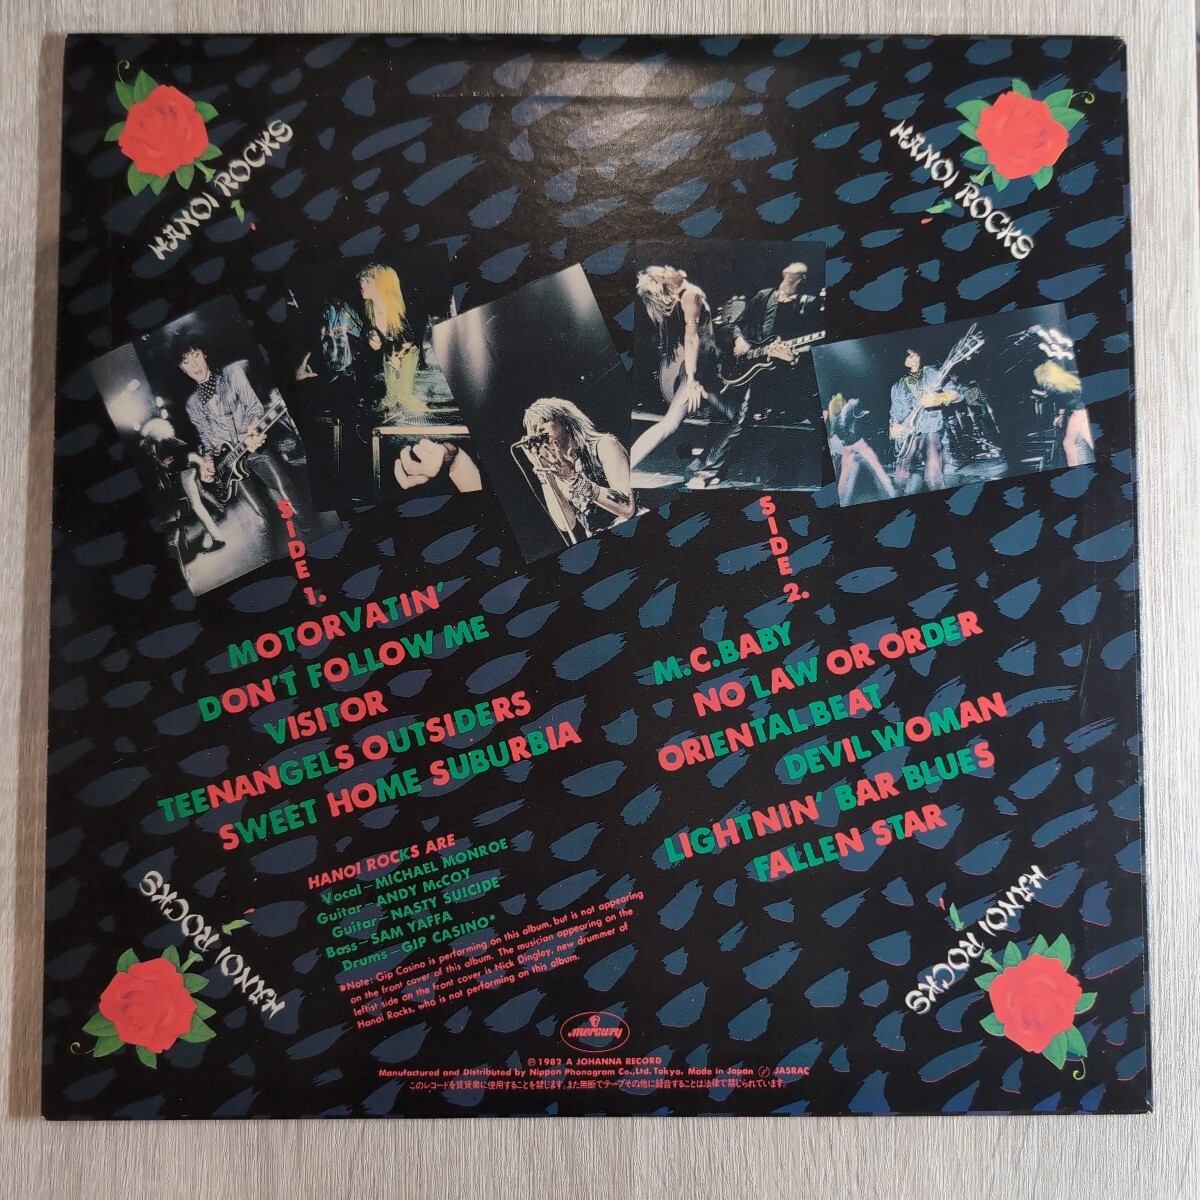 HANOI ROCKS
HANOI ROCKS
SIDE 1.
MOTORVATIN'
DON'T FOLLOW ME
VISITOR
TEENANGELS OUTSIDERS
SWEET HOME SUBURBIA
SIDE 2.
M.C.BABY
NO LAW OR ORDER
ORIENTAL BEAT
DEVIL WOMAN
LIGHTNIN' BAR BLUES
FALLEN STAR
HANOI ROCKS ARE
Vocal—MICHAEL MONROE
Guitar—ANDY McCOY
Guitar—NASTY SUICIDE
Bass—SAM YAFFA
Drums—GIP CASINO*
*Note: Gip Casino is performing on this album, but is not appearing
on the front cover of this album. The musician appearing on the
leftist side on the front cover is Nick Dingley, new drummer of
Hanoi Rocks, who is not performing on this album.
HANOI ROCKS
HANOI ROCKS
mercury
℗ 1982 A JOHANNA RECORD
Manufactured and Distributed by Nippon Phonogram Co., Ltd. Tokyo. Made in Japan JASRAC
このレコードを賃貸業に使用することを禁じます。また無断でテープその他に録音することは法律で禁じられています。